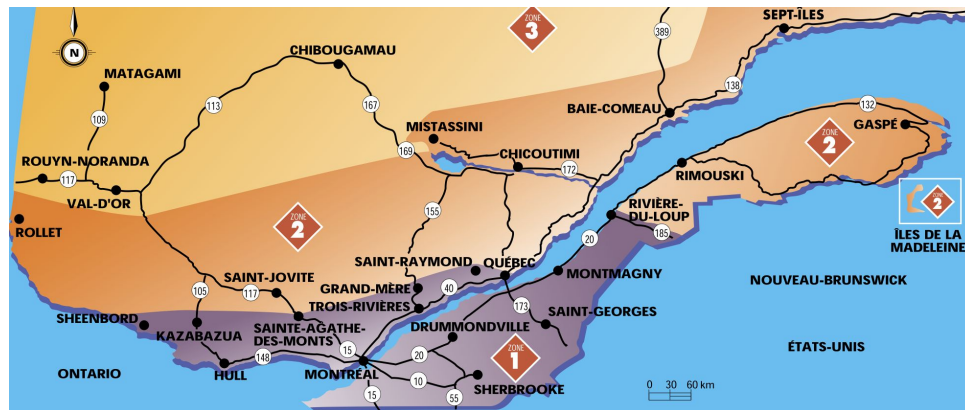 ZONE
3
SEPT-ÎLES
389
CHIBOUGAMAU
MATAGAMI
138
113
167
BAIE-COMEAU
109
MISTASSINI
132
GASPÉ
ROUYN-NORANDA
169
CHICOUTIMI
ZONE
2
117
172
RIMOUSKI
VAL-D'OR
ZONE
2
ROLLET
ZONE
2
155
RIVIÈRE-
DU-LOUP
185
20
ÎLES DE LA
MADELEINE
SAINT-RAYMOND
QUÉBEC
SAINT-JOVITE
MONTMAGNY
NOUVEAU-BRUNSWICK
105
117
GRAND-MÈRE
40
TROIS-RIVIÈRES
173
SAINT-GEORGES
SHEENBORD
KAZABAZUA
SAINTE-AGATHE-
DES-MONTS
DRUMMONDVILLE
ÉTATS-UNIS
15
148
20
ZONE
1
ONTARIO
HULL
MONTRÉAL
10
SHERBROOKE
15
55
0 30 60 km
N